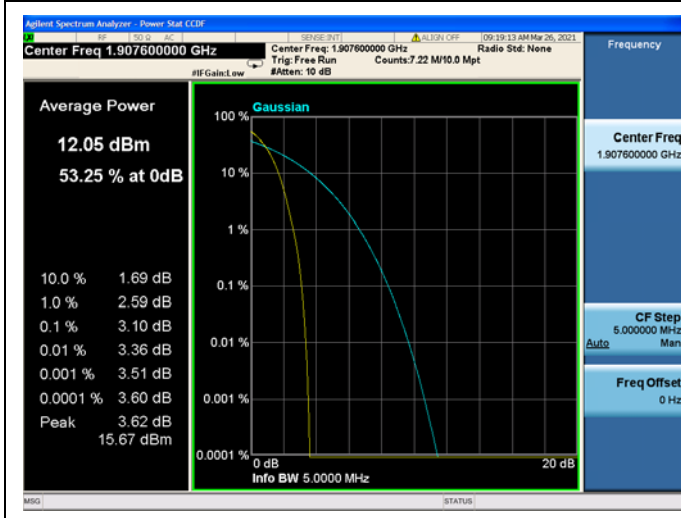 Agilent Spectrum Analyzer - Power Stat CCDF
RF 50 Ω AC SENSE:INT ALIGN OFF 09:19:13 AM Mar 26, 2021
Center Freq 1.907600000 GHz
Center Freq: 1.907600000 GHz Radio Std: None
Trig: Free Run Counts:7.22 M/10.0 Mpt
#IFGain:Low #Atten: 10 dB
Frequency
Average Power
12.05 dBm
53.25 % at 0dB
10.0 % 1.69 dB
1.0 % 2.59 dB
0.1 % 3.10 dB
0.01 % 3.36 dB
0.001 % 3.51 dB
0.0001 % 3.60 dB
Peak 3.62 dB
15.67 dBm
Gaussian
100 %
10 %
1 %
0.1 %
0.01 %
0.001 %
0.0001 %
0 dB 20 dB
Info BW 5.0000 MHz
Center Freq
1.907600000 GHz
CF Step
5.000000 MHz
Auto Man
Freq Offset
0 Hz
MSG STATUS